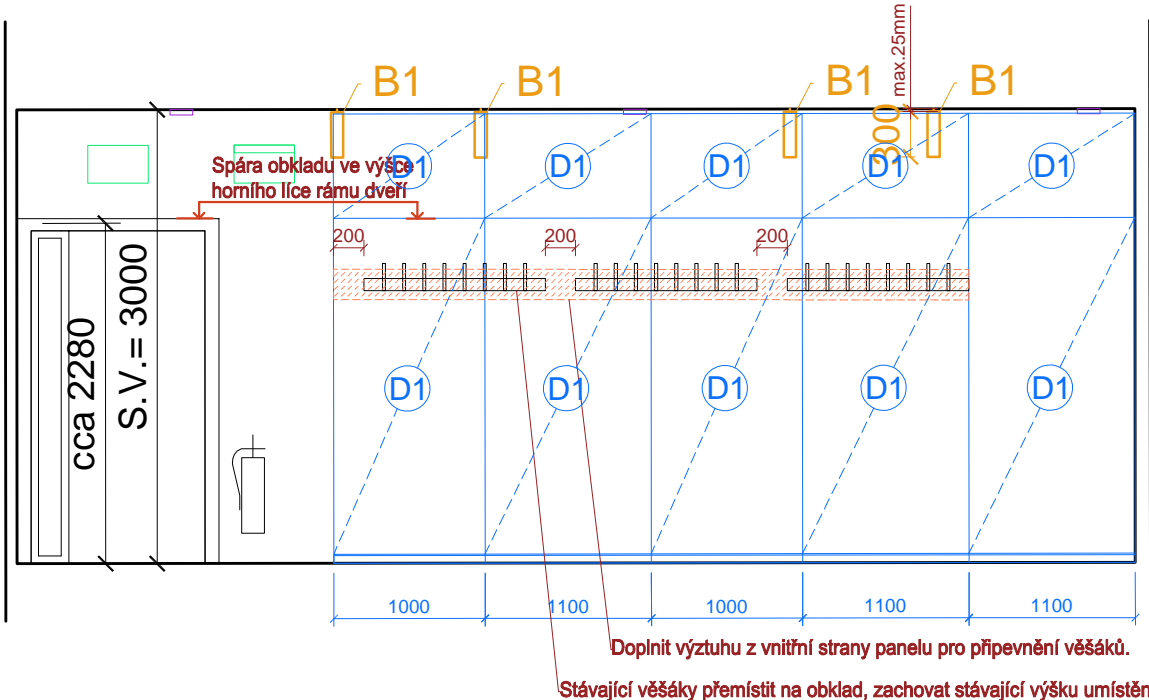 max.25mm
B1
B1
B1
B1
300
Spára obkladu ve výšce
horního líce rámu dveří
D1
D1
D1
D1
D1
200
200
200
cca 2280
S.V.= 3000
D1
D1
D1
D1
D1
1000
1100
1000
1100
1100
Doplnit výztuhu z vnitřní strany panelu pro připevnění věšáků.
Stávající věšáky přemístit na obklad, zachovat stávající výšku umístěn